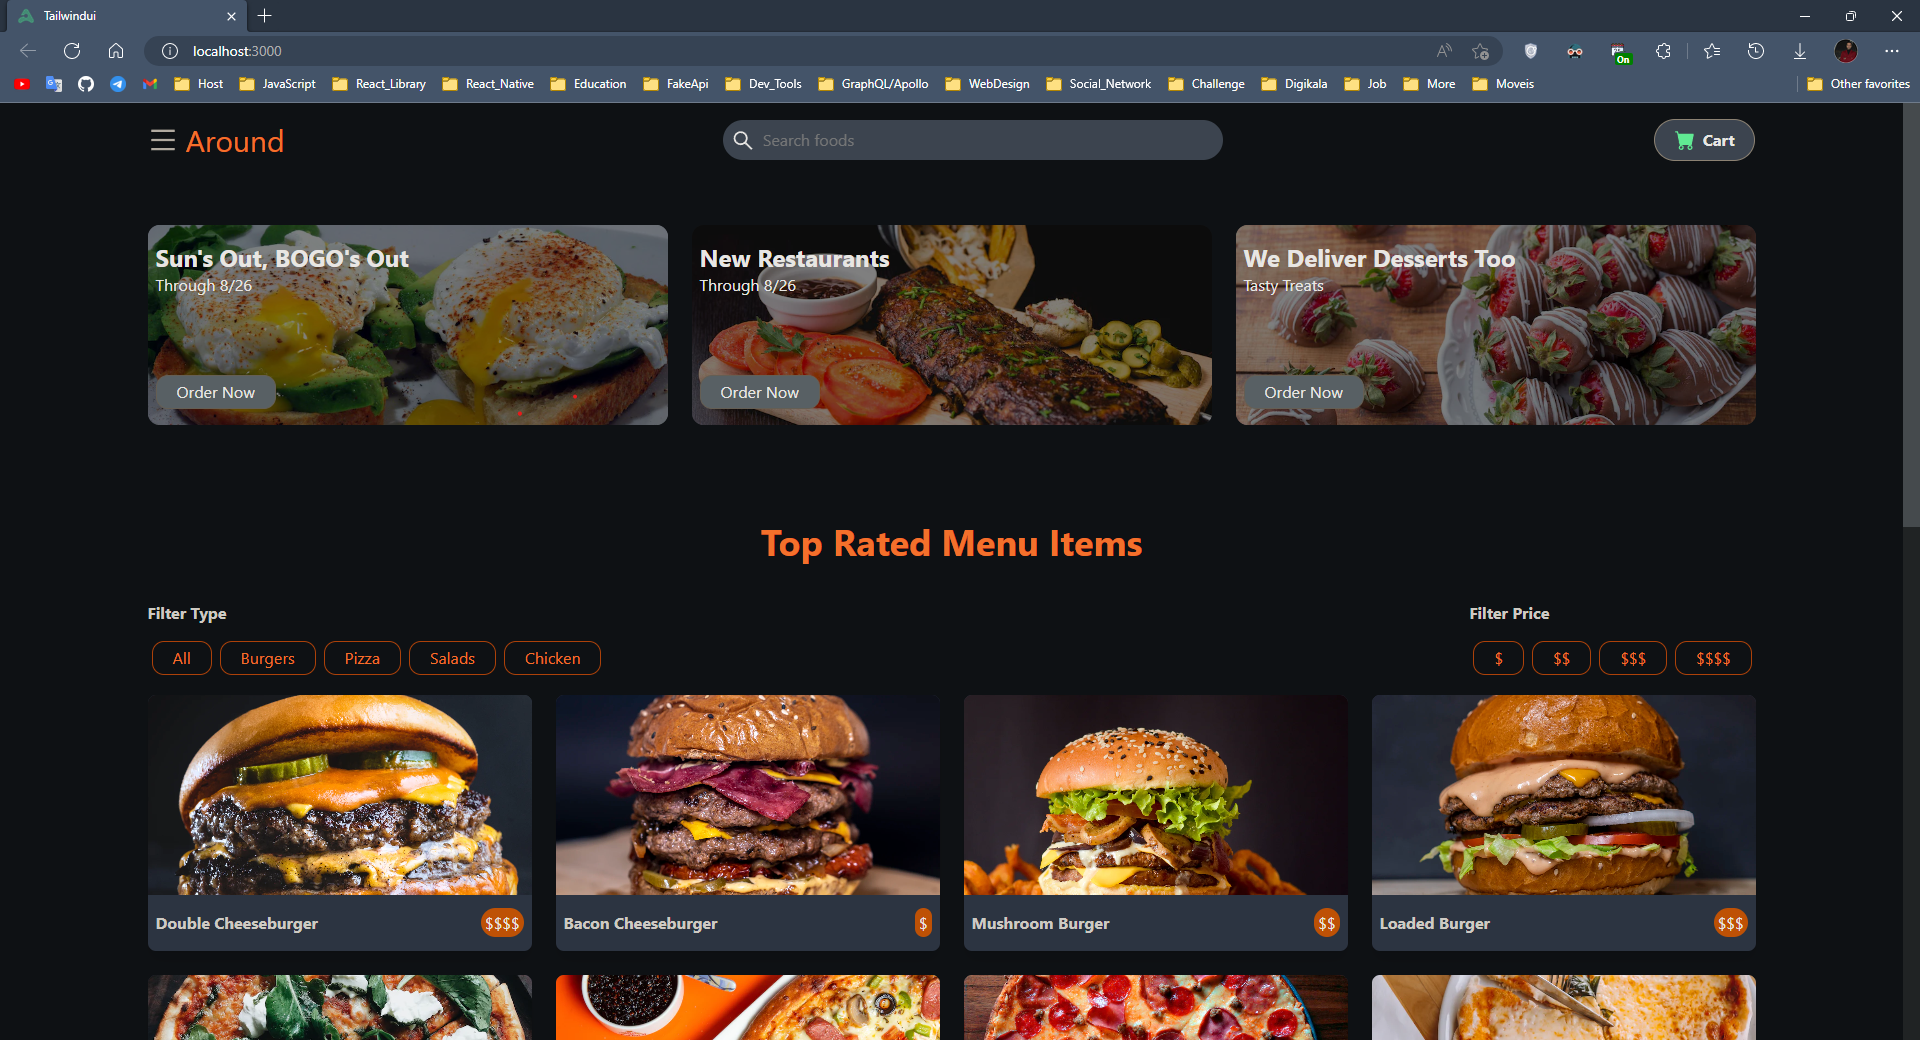 Tailwindui
localhost:3000
On
Host JavaScript React_Library React_Native Education FakeApi Dev_Tools GraphQL/Apollo WebDesign Social_Network Challenge Digikala Job More Moveis Other favorites
Around Search foods Cart
Sun's Out, BOGO's Out
Through 8/26
Order Now
New Restaurants
Through 8/26
Order Now
We Deliver Desserts Too
Tasty Treats
Order Now
Top Rated Menu Items
Filter Type
All Burgers Pizza Salads Chicken
Filter Price
$ $$ $$$ $$$$
Double Cheeseburger $$$$
Bacon Cheeseburger $
Mushroom Burger $$
Loaded Burger $$$